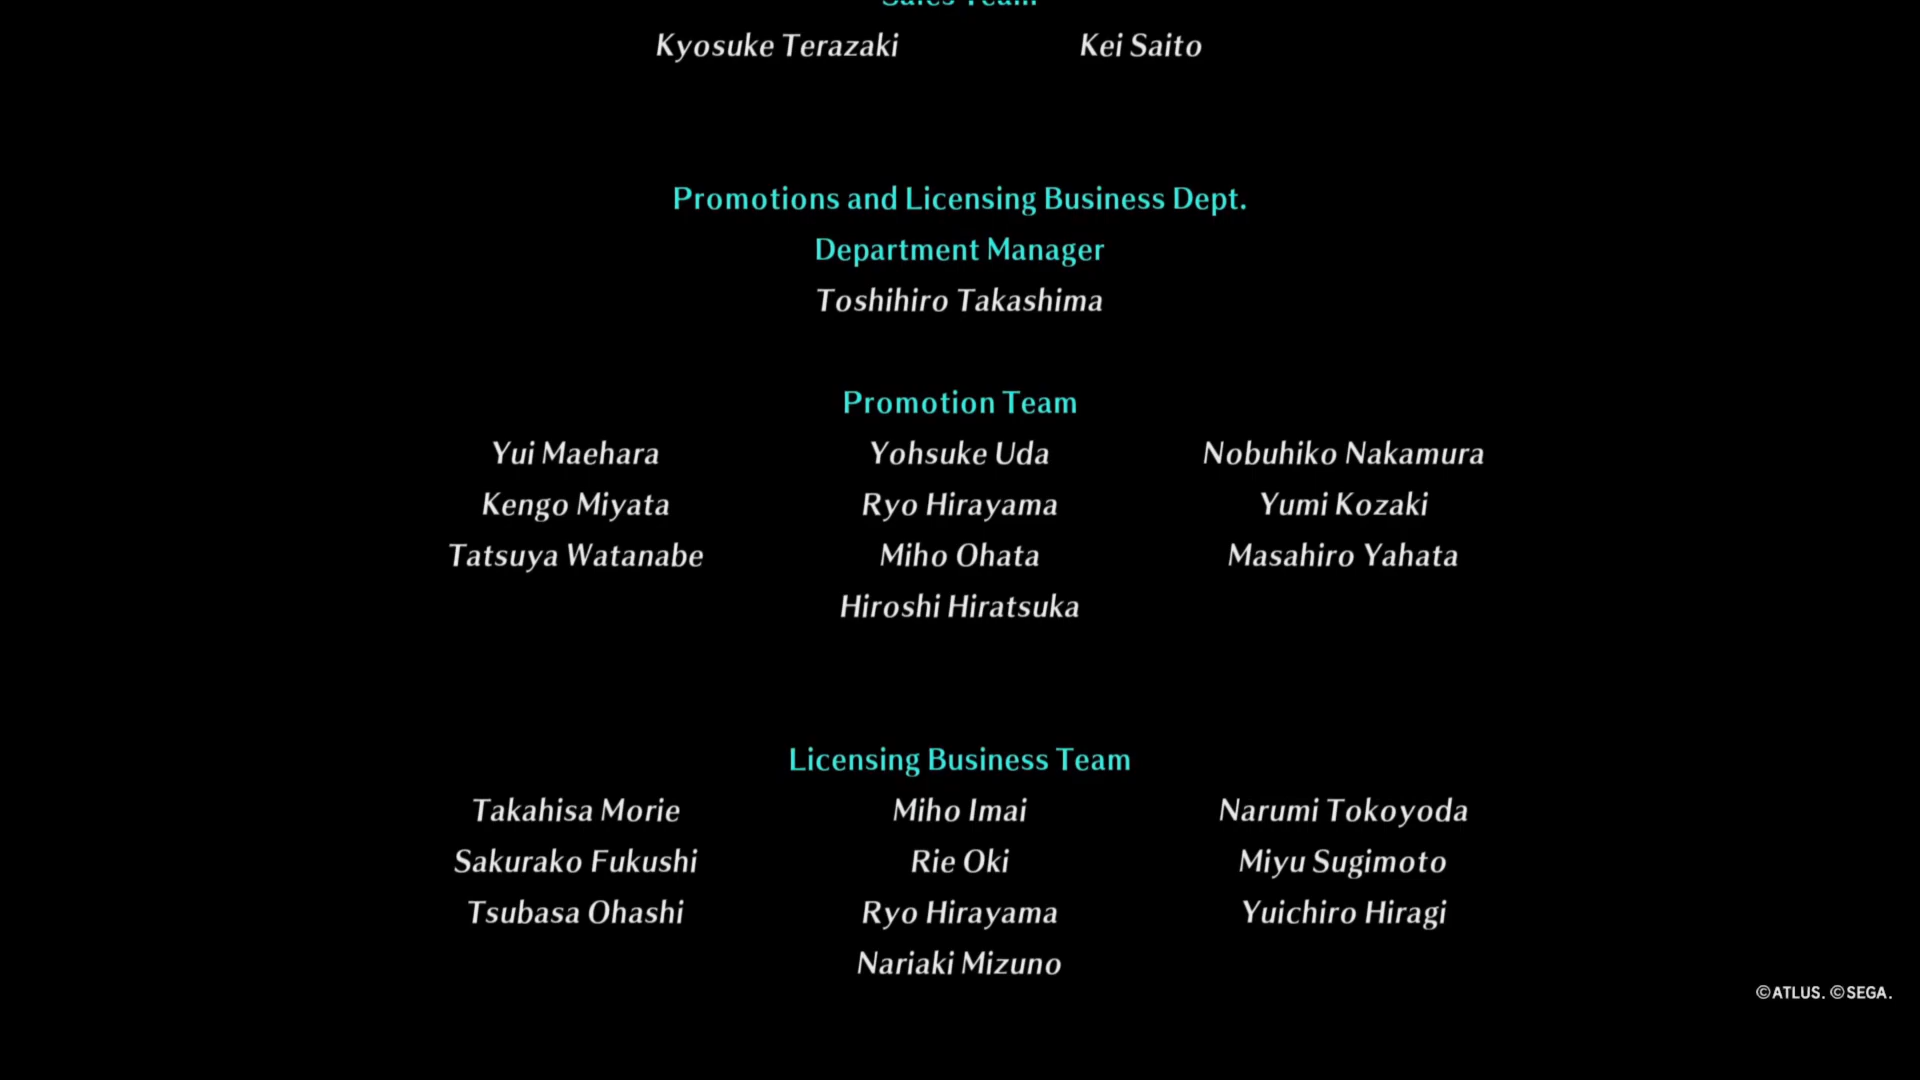 Sales Team
Kyosuke Terazaki Kei Saito
Promotions and Licensing Business Dept.
Department Manager
Toshihiro Takashima
Promotion Team
Yui Maehara Yohsuke Uda Nobuhiko Nakamura
Kengo Miyata Ryo Hirayama Yumi Kozaki
Tatsuya Watanabe Miho Ohata Masahiro Yahata
Hiroshi Hiratsuka
Licensing Business Team
Takahisa Morie Miho Imai Narumi Tokoyoda
Sakurako Fukushi Rie Oki Miyu Sugimoto
Tsubasa Ohashi Ryo Hirayama Yuichiro Hiragi
Nariaki Mizuno
©ATLUS. ©SEGA.